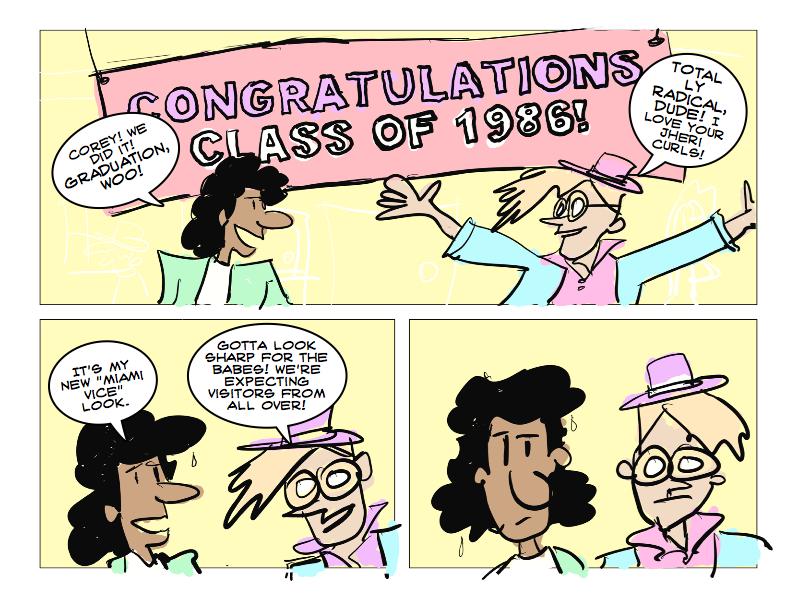 CONGRATULATIONS
CLASS OF 1986!
COREY! WE
DID IT!
GRADUATION,
WOO!
TOTAL
LY
RADICAL,
DUDE! I
LOVE YOUR
JHERI
CURLS!
IT'S MY
NEW "MIAMI
VICE"
LOOK.
GOTTA LOOK
SHARP FOR THE
BABES! WE'RE
EXPECTING
VISITORS FROM
ALL OVER!